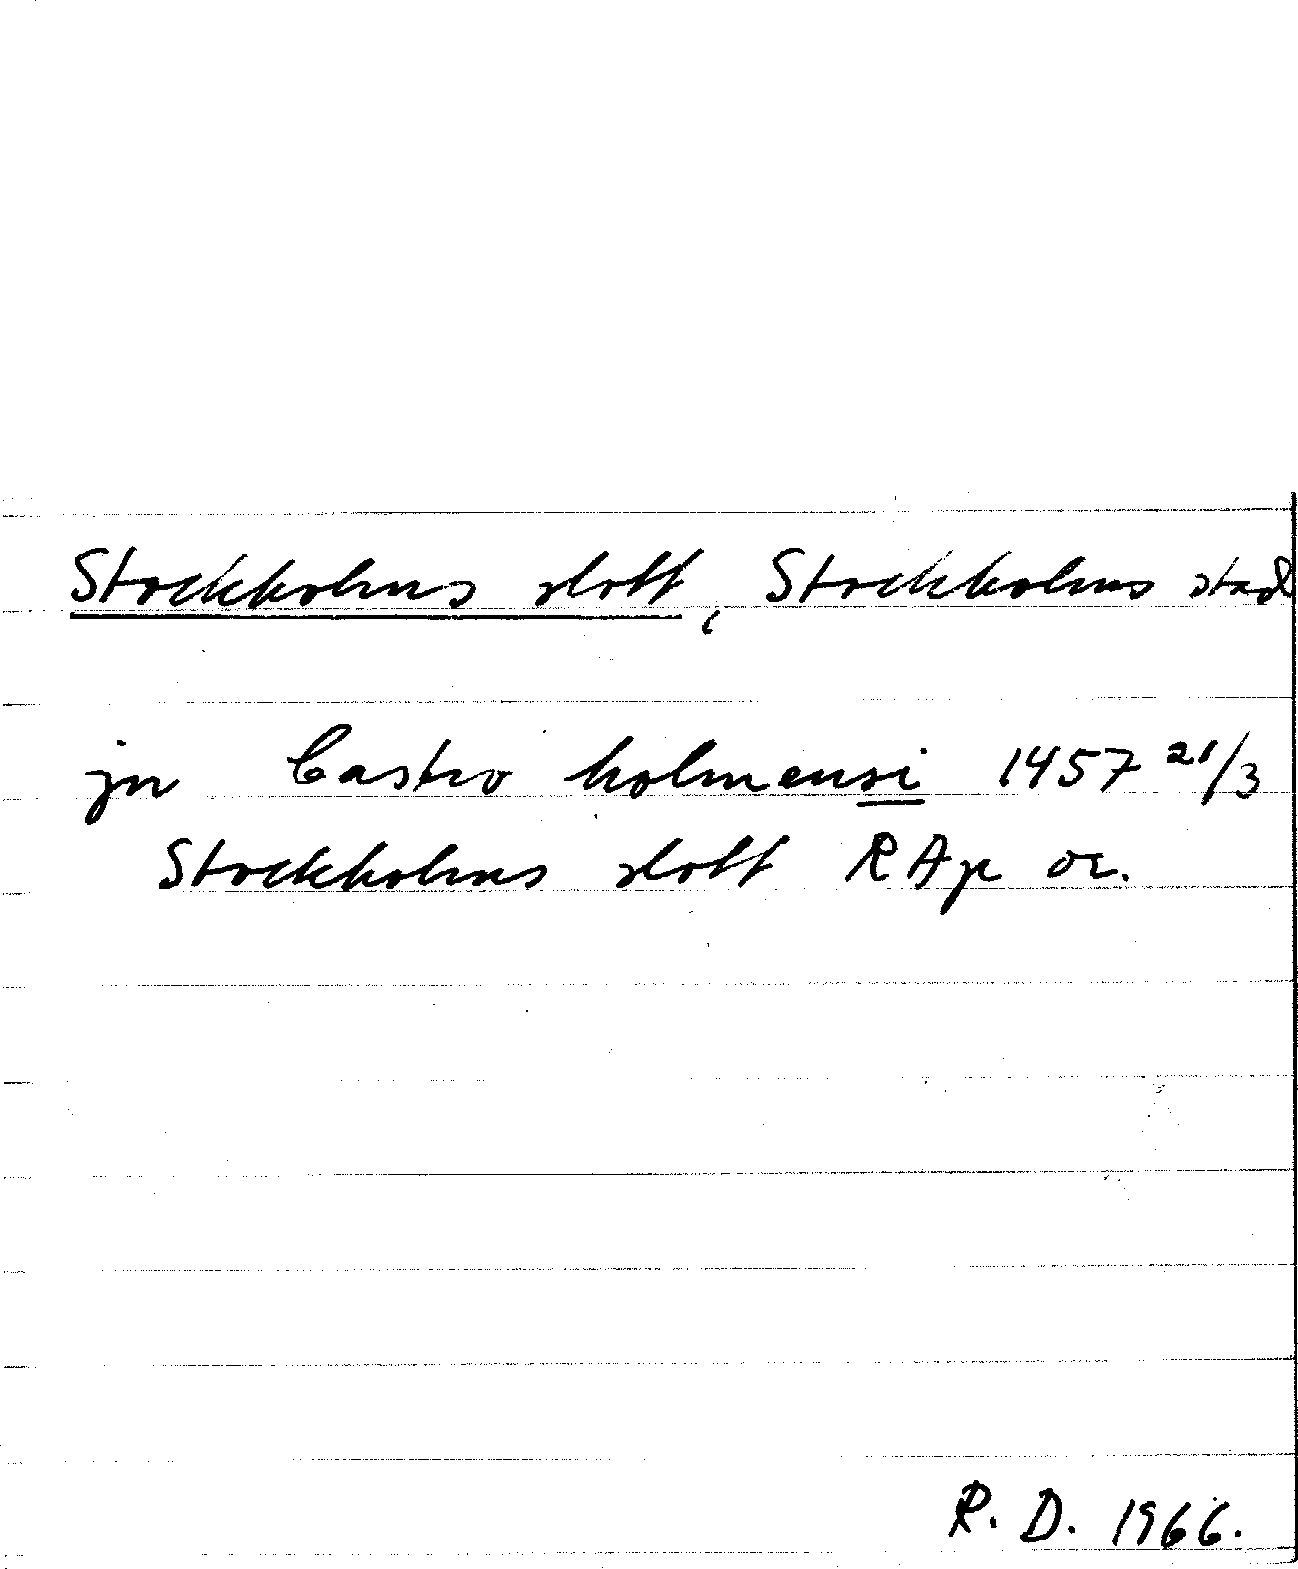 Stockholms slott, Stockholms stad
jn Castro holmensi 1457 21/3
Stockholms slott RAp or.
R. D. 1966.